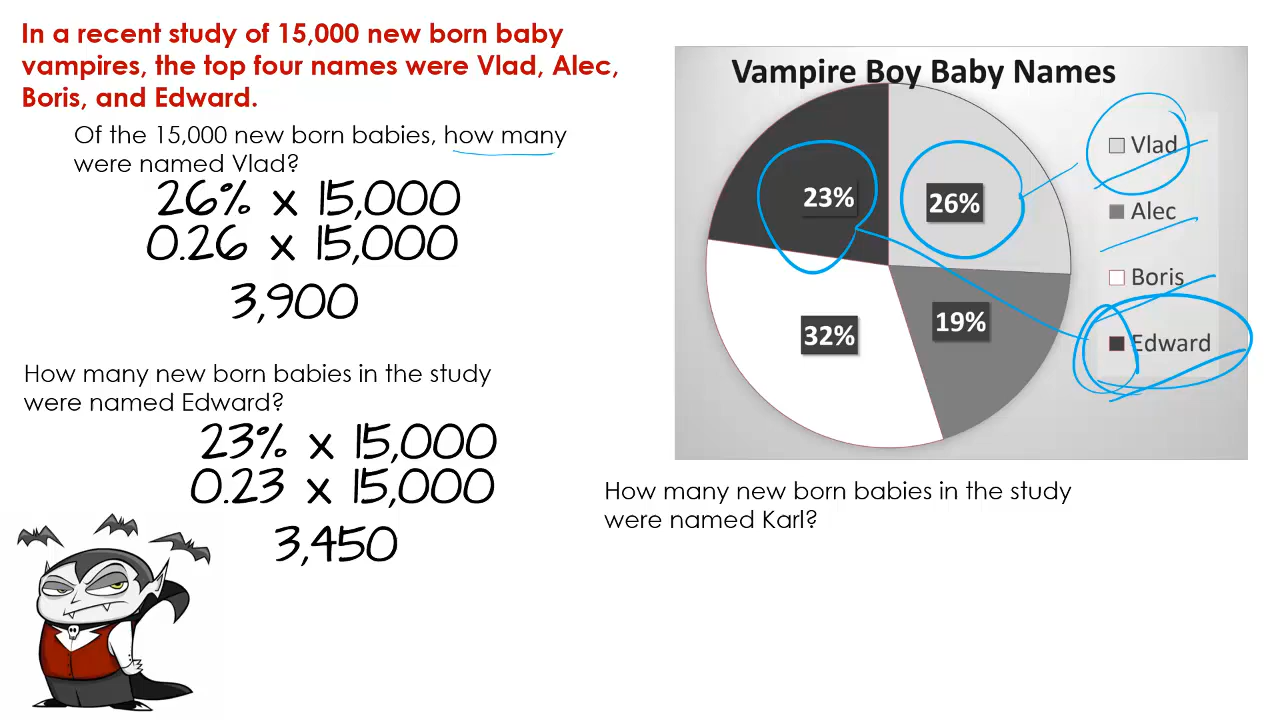 In a recent study of 15,000 new born baby
vampires, the top four names were Vlad, Alec,
Boris, and Edward.
Of the 15,000 new born babies, how many
were named Vlad?
26% x 15,000
0.26 x 15,000
3,900
How many new born babies in the study
were named Edward?
23% x 15,000
0.23 x 15,000
3,450
Vampire Boy Baby Names
23%
26%
32%
19%
Vlad
Alec
Boris
Edward
How many new born babies in the study
were named Karl?